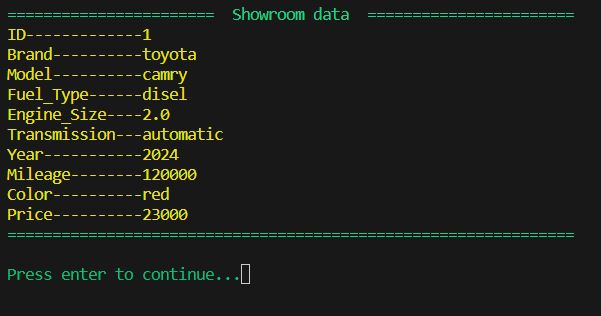 ======================= Showroom data =======================
ID-------------1
Brand----------toyota
Model----------camry
Fuel_Type------disel
Engine_Size----2.0
Transmission---automatic
Year-----------2024
Mileage--------120000
Color----------red
Price----------23000
===============================================================
Press enter to continue...